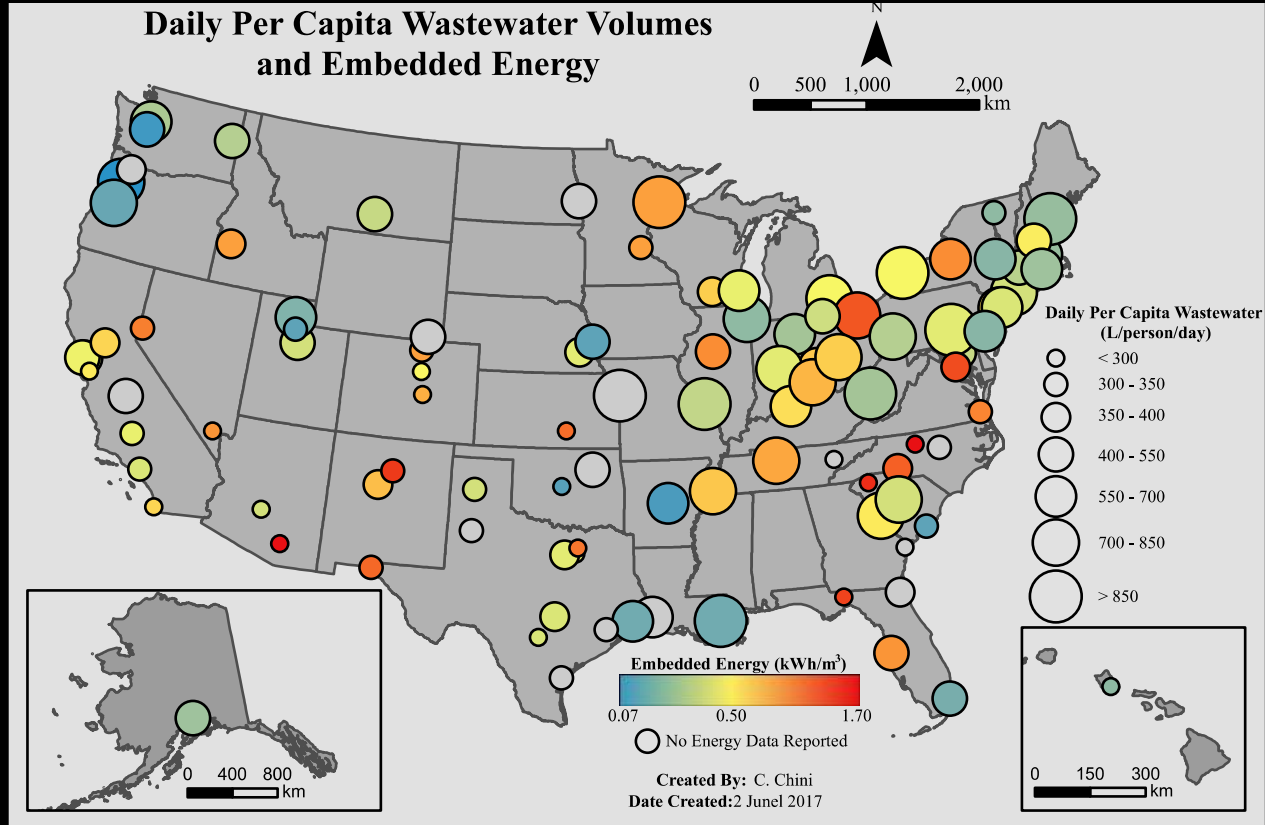 Daily Per Capita Wastewater Volumes
and Embedded Energy
N
0 500 1,000 2,000
km
Daily Per Capita Wastewater
(L/person/day)
< 300
300 - 350
350 - 400
400 - 550
550 - 700
700 - 850
> 850
Embedded Energy (kWh/m³)
0.07 0.50 1.70
No Energy Data Reported
Created By: C. Chini
Date Created:2 Junel 2017
0 400 800
km
0 150 300
km